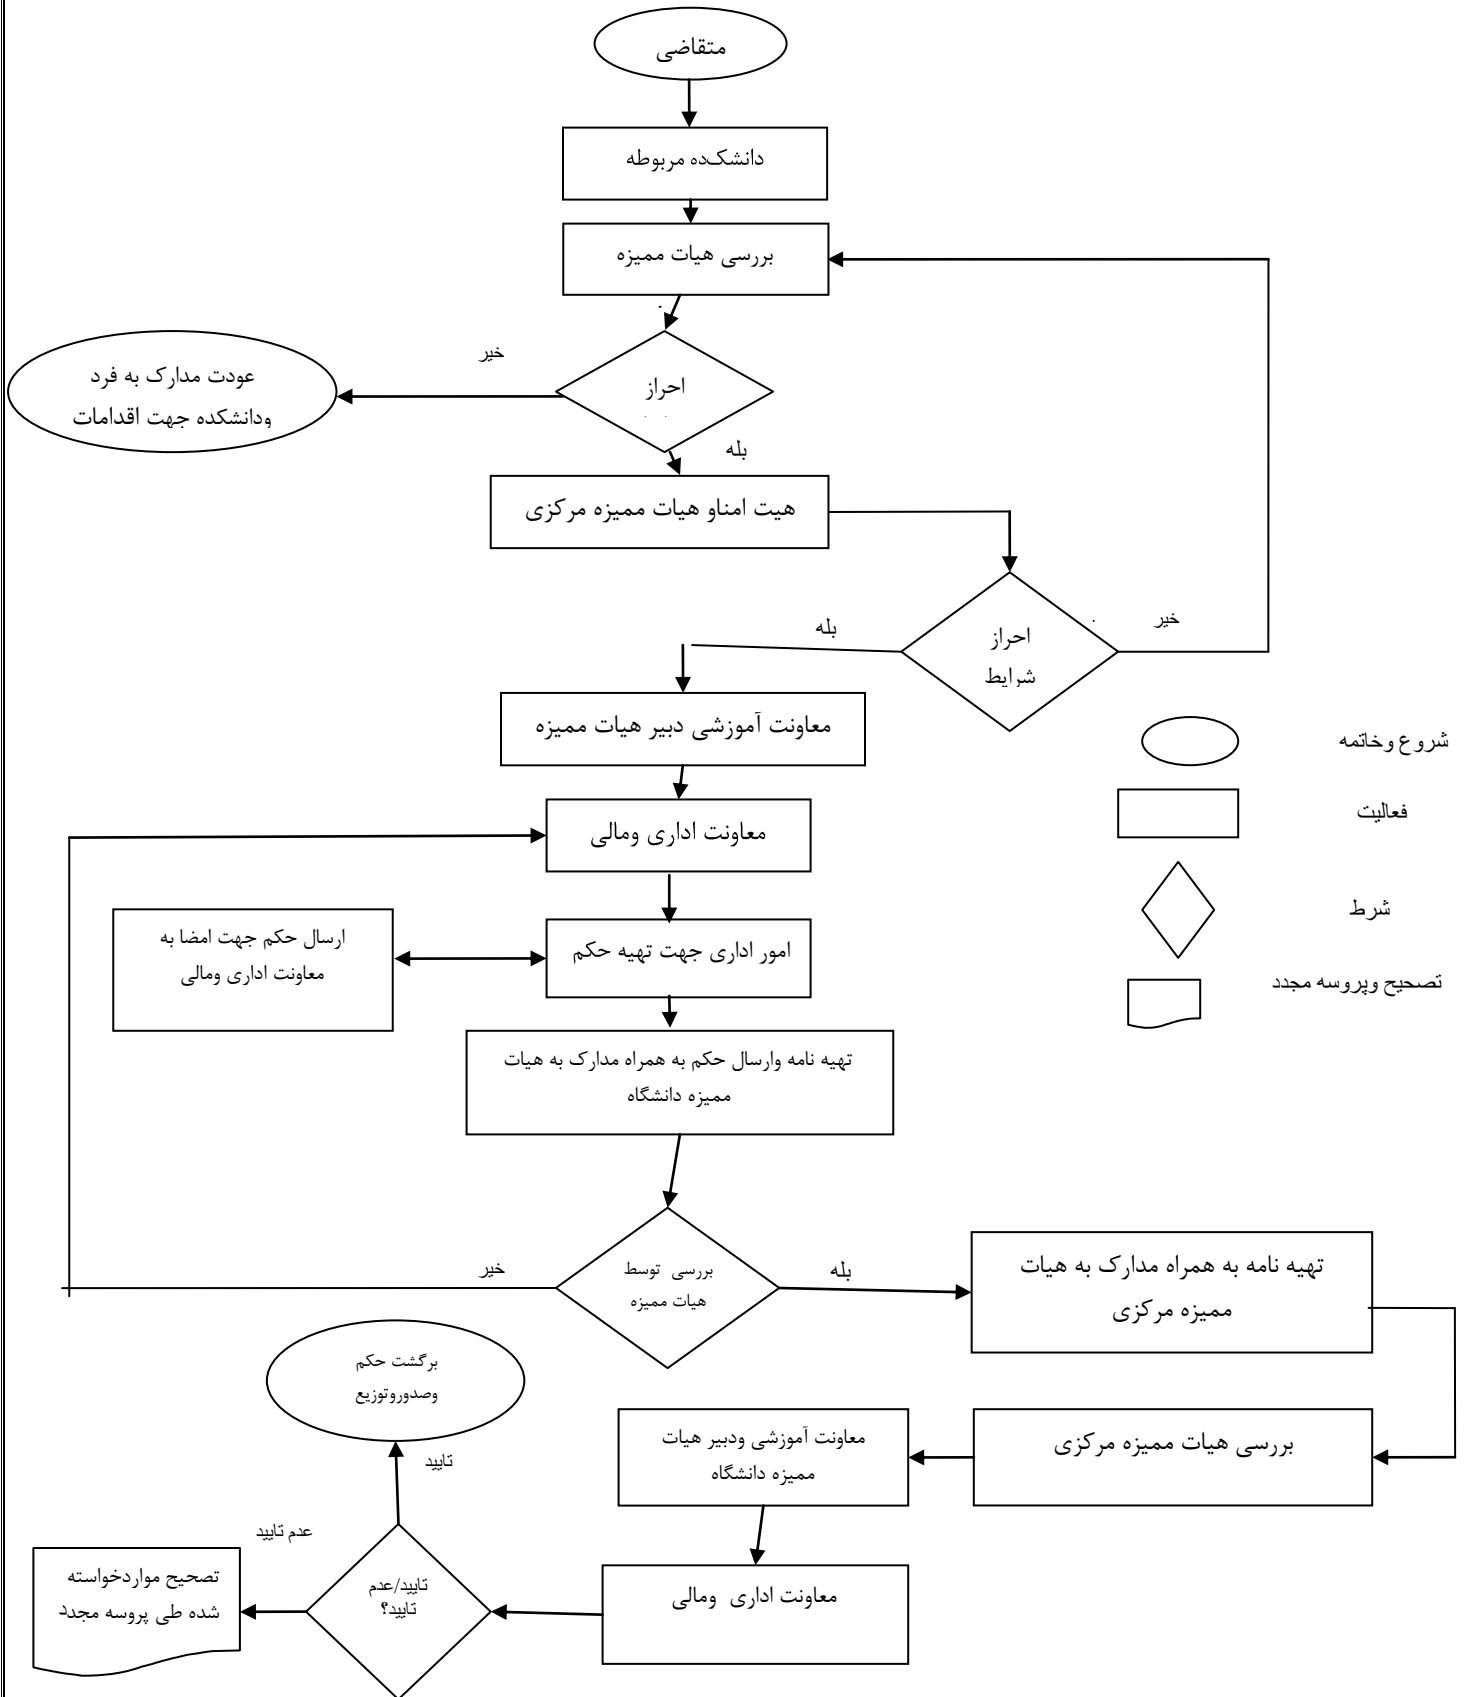 متقاضی
دانشکده مربوطه
بررسی هیات ممیزه
خیر
احراز
عودت مدارک به فرد
ودانشکده جهت اقدامات
بله
هیت امناو هیات ممیزه مرکزی
احراز
شرایط
خیر
بله
معاونت آموزشی دبیر هیات ممیزه
شروع وخاتمه
فعالیت
شرط
تصحیح وپروسه مجدد
معاونت اداری ومالی
امور اداری جهت تهیه حکم
ارسال حکم جهت امضا به
معاونت اداری ومالی
تهیه نامه وارسال حکم به همراه مدارک به هیات
ممیزه دانشگاه
بررسی توسط
هیات ممیزه
خیر
بله
تهیه نامه به همراه مدارک به هیات
ممیزه مرکزی
بررسی هیات ممیزه مرکزی
معاونت آموزشی ودبیر هیات
ممیزه دانشگاه
معاونت اداری ومالی
تایید/عدم
تایید؟
تایید
برگشت حکم
وصدوروتوزیع
عدم تایید
تصحیح مواردخواسته
شده طی پروسه مجدد